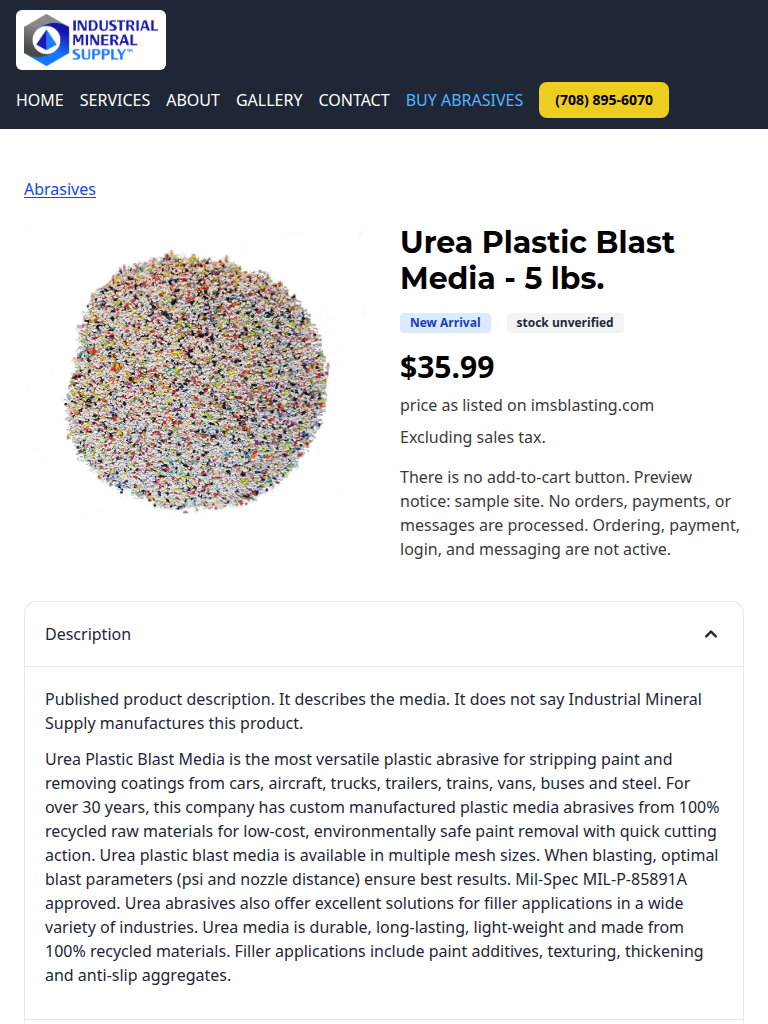 INDUSTRIAL
MINERAL
SUPPLY™
HOME SERVICES ABOUT GALLERY CONTACT BUY ABRASIVES (708) 895-6070
Abrasives
Urea Plastic Blast
Media - 5 lbs.
New Arrival stock unverified
$35.99
price as listed on imsblasting.com
Excluding sales tax.
There is no add-to-cart button. Preview
notice: sample site. No orders, payments, or
messages are processed. Ordering, payment,
login, and messaging are not active.
Description
Published product description. It describes the media. It does not say Industrial Mineral
Supply manufactures this product.
Urea Plastic Blast Media is the most versatile plastic abrasive for stripping paint and
removing coatings from cars, aircraft, trucks, trailers, trains, vans, buses and steel. For
over 30 years, this company has custom manufactured plastic media abrasives from 100%
recycled raw materials for low-cost, environmentally safe paint removal with quick cutting
action. Urea plastic blast media is available in multiple mesh sizes. When blasting, optimal
blast parameters (psi and nozzle distance) ensure best results. Mil-Spec MIL-P-85891A
approved. Urea abrasives also offer excellent solutions for filler applications in a wide
variety of industries. Urea media is durable, long-lasting, light-weight and made from
100% recycled materials. Filler applications include paint additives, texturing, thickening
and anti-slip aggregates.